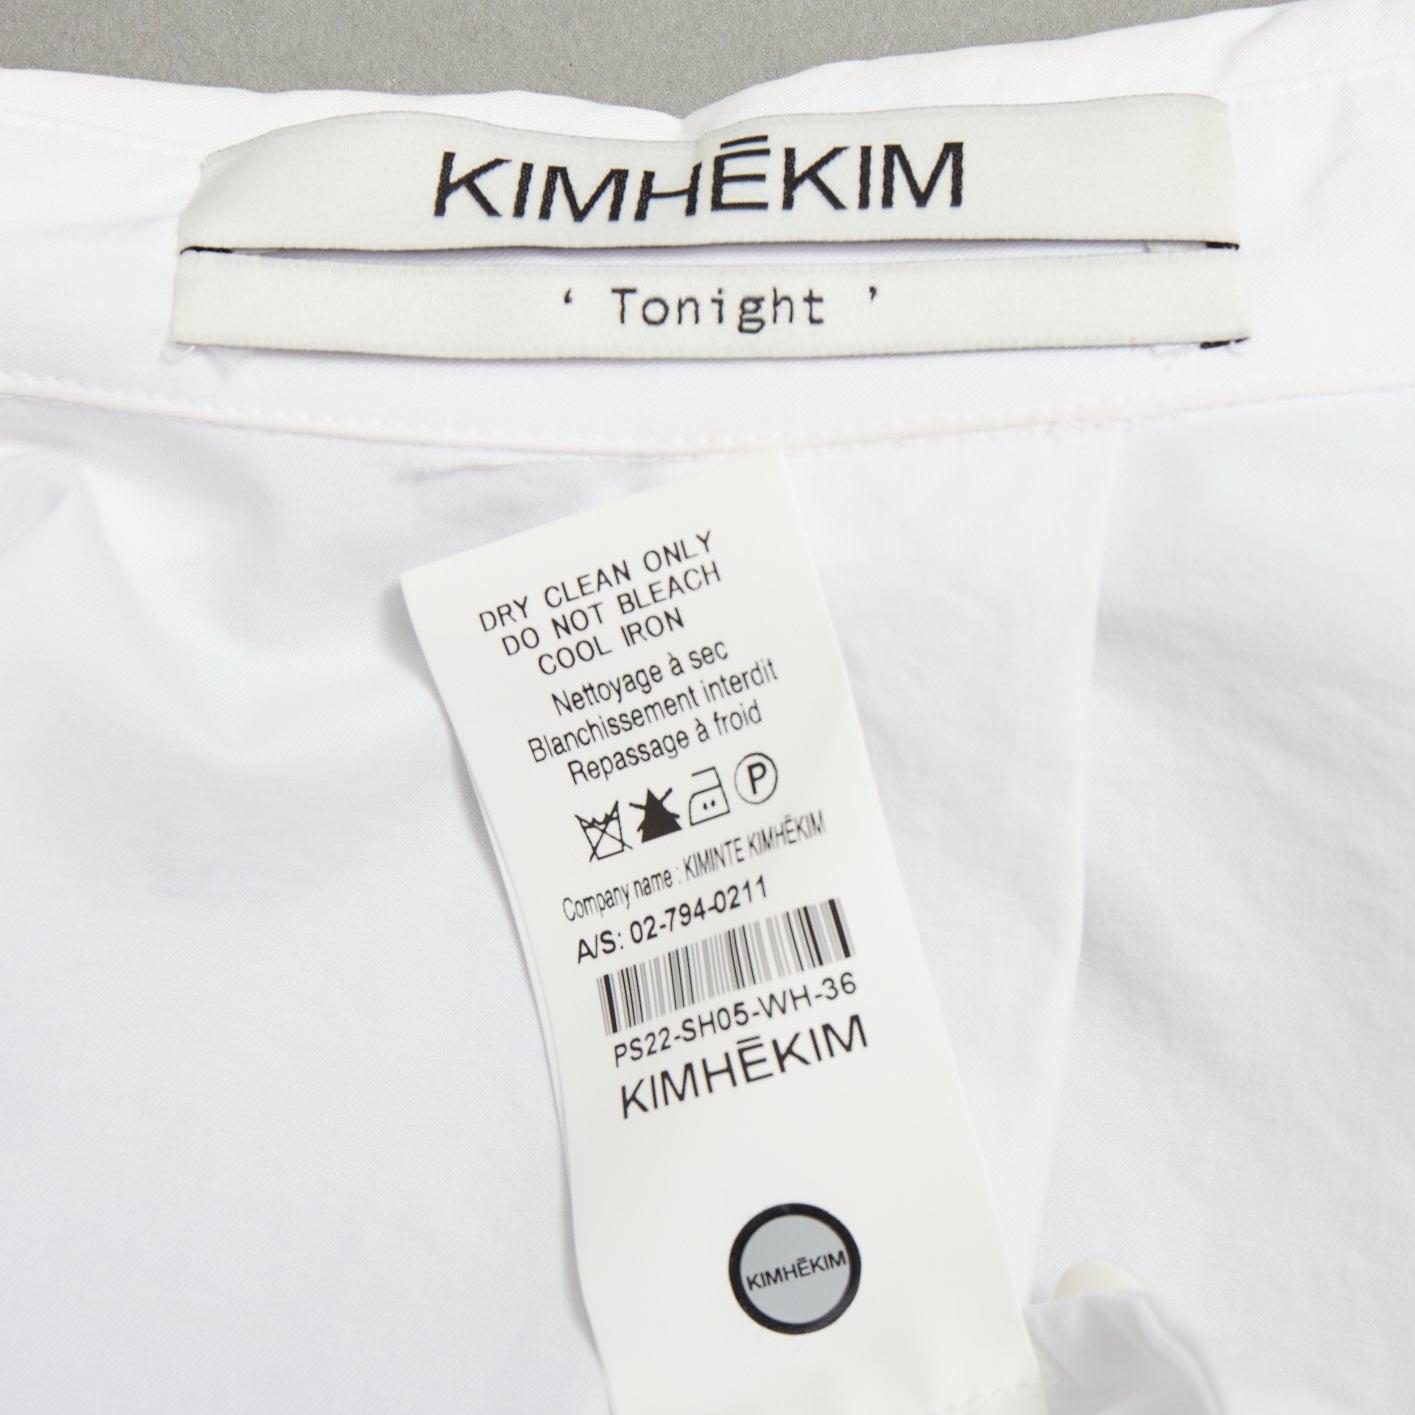 KIMHĒKIM
‘ Tonight ’
DRY CLEAN ONLY
DO NOT BLEACH
COOL IRON
Nettoyage à sec
Blanchissement interdit
Repassage à froid
P
Company name : KIMINTE KIMHĒKIM
A/S: 02-794-0211
PS22-SH05-WH-36
KIMHĒKIM
KIMHĒKIM